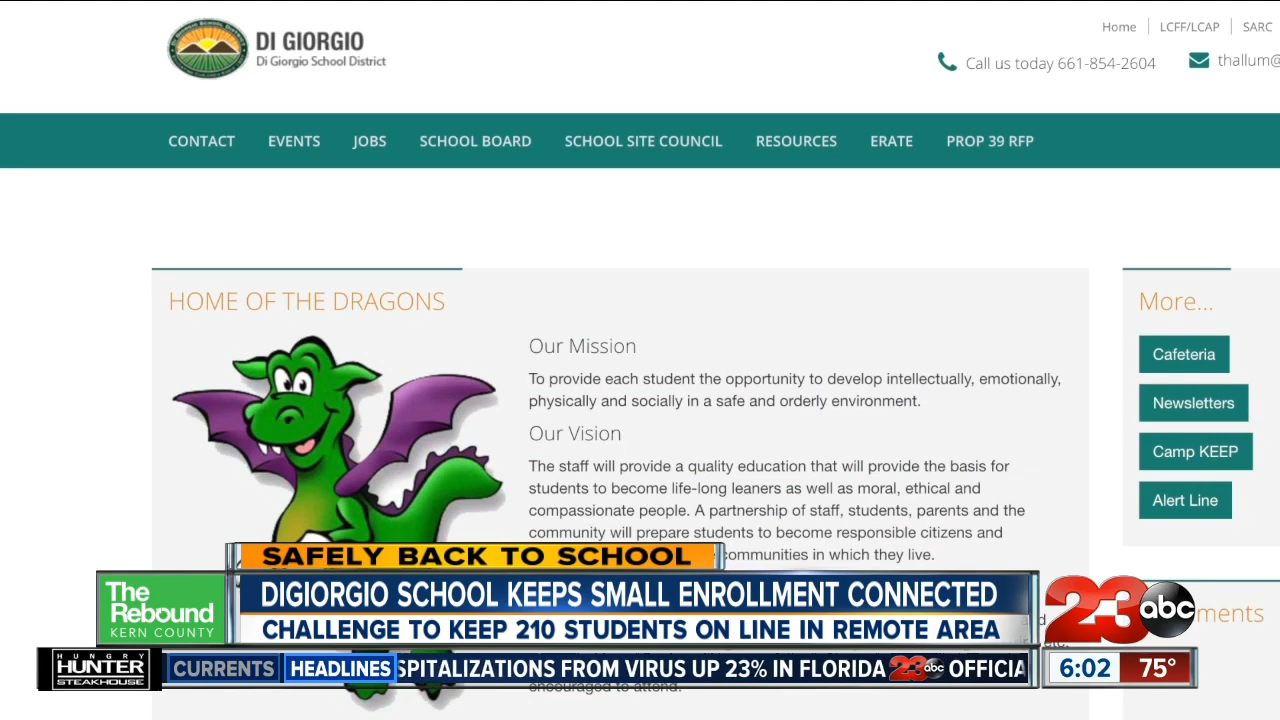 DI GIORGIO
Di Giorgio School District
Home
LCFF/LCAP
SARC
Call us today 661-854-2604
thallum@
CONTACT
EVENTS
JOBS
SCHOOL BOARD
SCHOOL SITE COUNCIL
RESOURCES
ERATE
PROP 39 RFP
HOME OF THE DRAGONS
Our Mission
To provide each student the opportunity to develop intellectually, emotionally,
physically and socially in a safe and orderly environment.
Our Vision
The staff will provide a quality education that will provide the basis for
students to become life-long leaners as well as moral, ethical and
compassionate people. A partnership of staff, students, parents and the
community will prepare students to become responsible citizens and
communities in which they live.
encouraged to attend.
More...
Cafeteria
Newsletters
Camp KEEP
Alert Line
SAFELY BACK TO SCHOOL
The
Rebound
KERN COUNTY
DIGIORGIO SCHOOL KEEPS SMALL ENROLLMENT CONNECTED
CHALLENGE TO KEEP 210 STUDENTS ON LINE IN REMOTE AREA
23 abc
HUNGRY
HUNTER
STEAKHOUSE
CURRENTS
HEADLINES
SPITALIZATIONS FROM VIRUS UP 23% IN FLORIDA 23 abc OFFICIA
6:02
75°